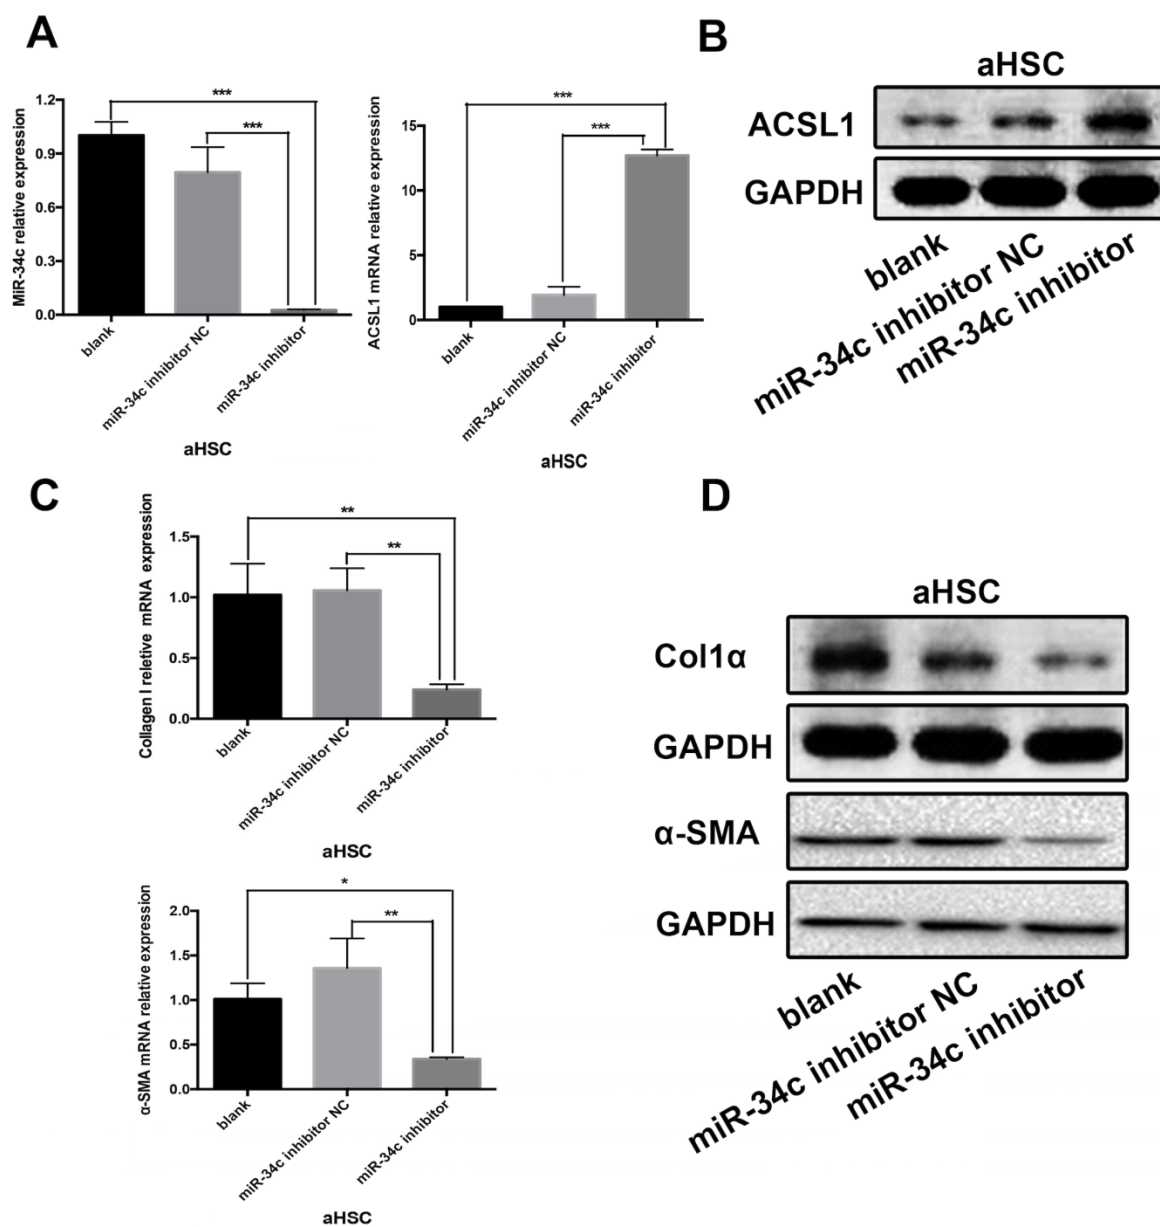 A
MiR-34c relative expression
1.2
0.9
0.6
0.3
0.0
***
***
blank
miR-34c inhibitor NC
miR-34c inhibitor
aHSC
ACSL1 mRNA relative expression
15
10
5
0
***
***
blank
miR-34c inhibitor NC
miR-34c inhibitor
aHSC
B
aHSC
ACSL1
GAPDH
blank
miR-34c inhibitor NC
miR-34c inhibitor
C
Collagen I reletive mRNA expression
1.5
1.0
0.5
0.0
**
**
blank
miR-34c inhibitor NC
miR-34c inhibitor
aHSC
α-SMA mRNA relative expression
2.0
1.5
1.0
0.5
0.0
*
**
blank
miR-34c inhibitor NC
miR-34c inhibitor
aHSC
D
aHSC
Col1α
GAPDH
α-SMA
GAPDH
blank
miR-34c inhibitor NC
miR-34c inhibitor